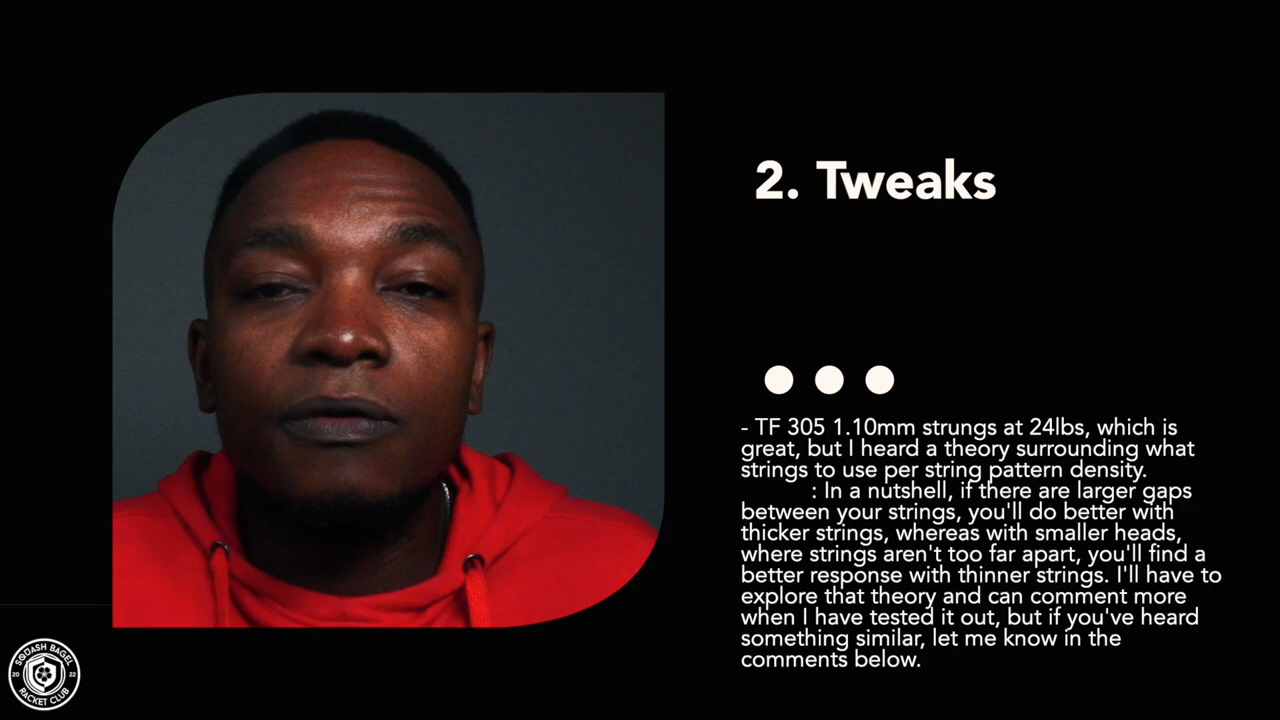 2. Tweaks
- TF 305 1.10mm strungs at 24lbs, which is
great, but I heard a theory surrounding what
strings to use per string pattern density.
: In a nutshell, if there are larger gaps
between your strings, you'll do better with
thicker strings, whereas with smaller heads,
where strings aren't too far apart, you'll find a
better response with thinner strings. I'll have to
explore that theory and can comment more
when I have tested it out, but if you've heard
something similar, let me know in the
comments below.
SQUASH BAGEL
20 22
RACKET CLUB